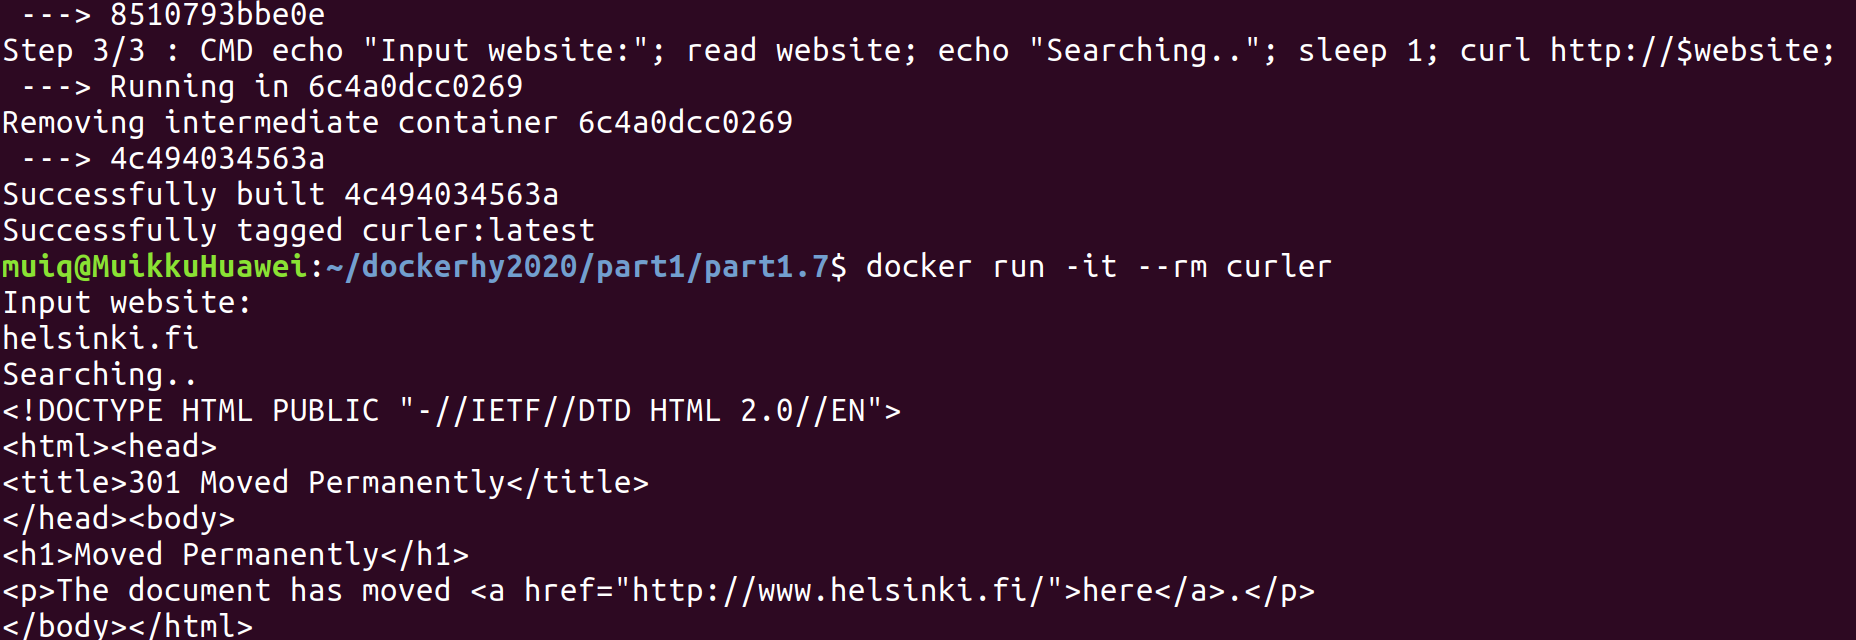 ---> 8510793bbe0e
Step 3/3 : CMD echo "Input website:"; read website; echo "Searching.."; sleep 1; curl http://$website;
 ---> Running in 6c4a0dcc0269
Removing intermediate container 6c4a0dcc0269
 ---> 4c494034563a
Successfully built 4c494034563a
Successfully tagged curler:latest
muiq@MuikkuHuawei:~/dockerhy2020/part1/part1.7$ docker run -it --rm curler
Input website:
helsinki.fi
Searching..
<!DOCTYPE HTML PUBLIC "-//IETF//DTD HTML 2.0//EN">
<html><head>
<title>301 Moved Permanently</title>
</head><body>
<h1>Moved Permanently</h1>
<p>The document has moved <a href="http://www.helsinki.fi/">here</a>.</p>
</body></html>